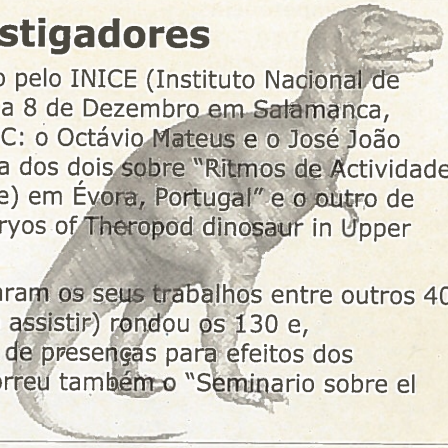 stigadores
o pelo INICE (Instituto Nacional de
a 8 de Dezembro em Salamanca,
C: o Octávio Mateus e o José João
a dos dois sobre “Ritmos de Actividade
e) em Évora, Portugal” e o outro de
ryos of Theropod dinosaur in Upper
aram os seus trabalhos entre outros 40
assistir) rondou os 130 e,
de presenças para efeitos dos
orreu também o “Seminario sobre el